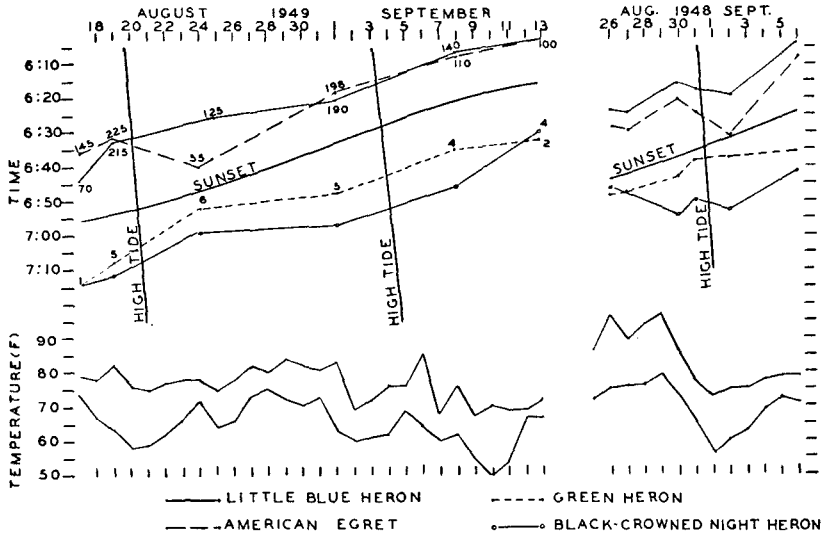 AUGUST 1949 SEPTEMBER AUG. 1948 SEPT.
18 20 22 24 26 28 30 1 3 5 7 9 11 13 26 28 30 1 3 5
TIME
6:10
6:20
6:30
6:40
6:50
7:00
7:10
145 225 215 70 125 55 198 190 140 110 100
SUNSET
1 5 6 5 4 4 2
HIGH TIDE
HIGH TIDE
SUNSET
HIGH TIDE
TEMPERATURE (F)
90
80
70
60
50
LITTLE BLUE HERON GREEN HERON
AMERICAN EGRET BLACK-CROWNED NIGHT HERON